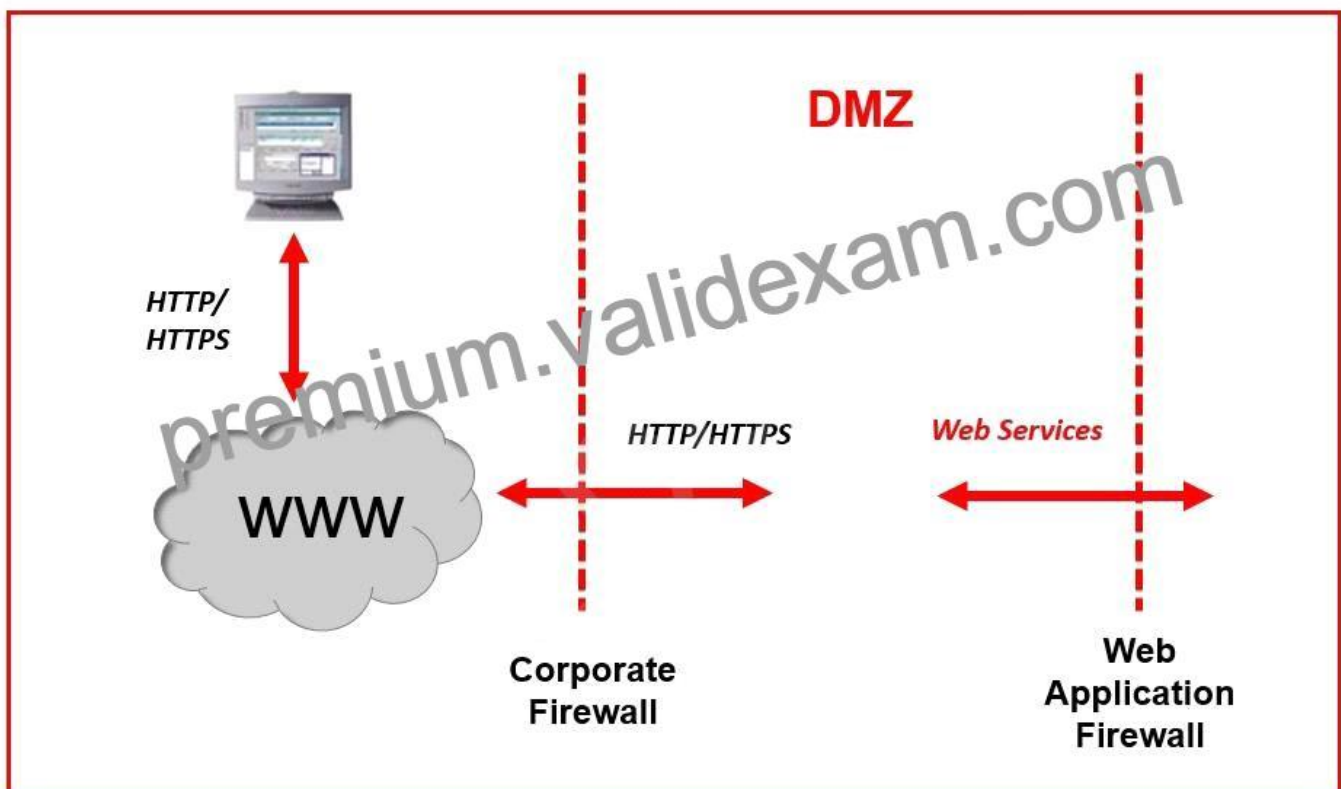 DMZ
HTTP/
HTTPS
premium.validexam.com
HTTP/HTTPS
Web Services
WWW
Corporate
Firewall
Web
Application
Firewall